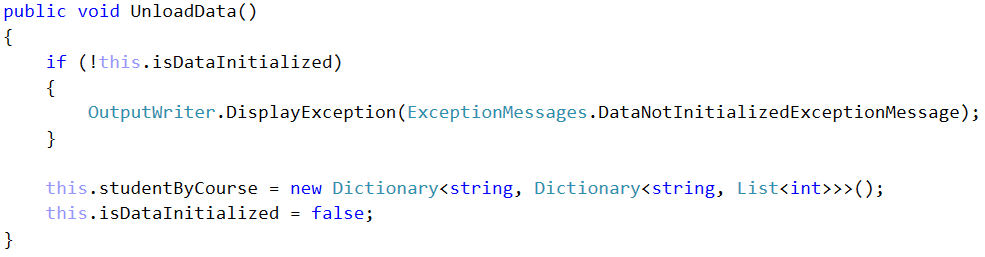 public void UnloadData()
{
    if (!this.isDataInitialized)
    {
        OutputWriter.DisplayException(ExceptionMessages.DataNotInitializedExceptionMessage);
    }

    this.studentByCourse = new Dictionary<string, Dictionary<string, List<int>>>();
    this.isDataInitialized = false;
}